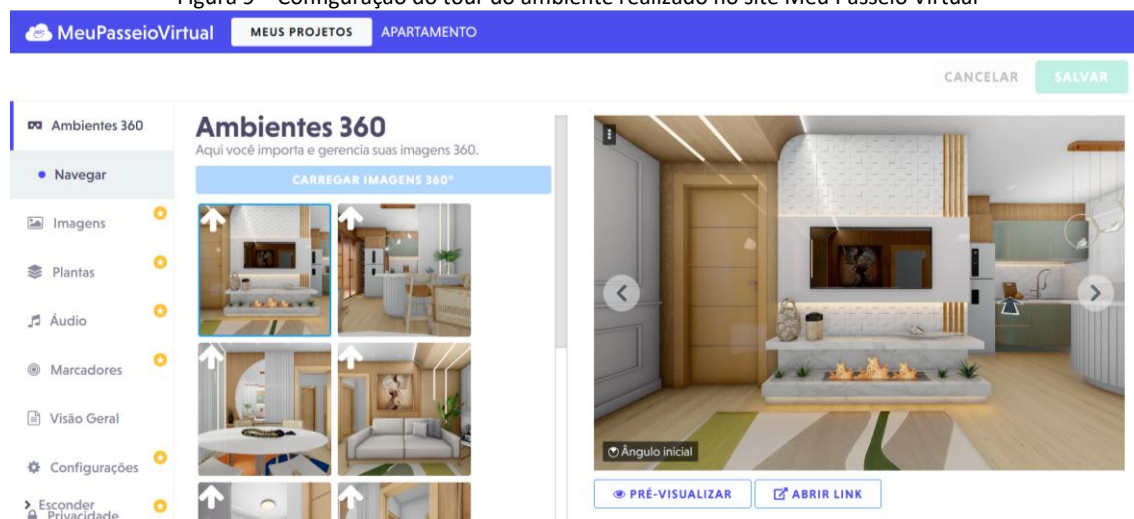 Figura 9 – Configuração do tour do ambiente realizado no site Meu Passeio Virtual
MeuPasseioVirtual MEUS PROJETOS APARTAMENTO
CANCELAR SALVAR
Ambientes 360
Navegar
Imagens
Plantas
Áudio
Marcadores
Visão Geral
Configurações
Esconder
Privacidade
Ambientes 360
Aqui você importa e gerencia suas imagens 360.
CARREGAR IMAGENS 360°
Ângulo inicial
PRÉ-VISUALIZAR ABRIR LINK